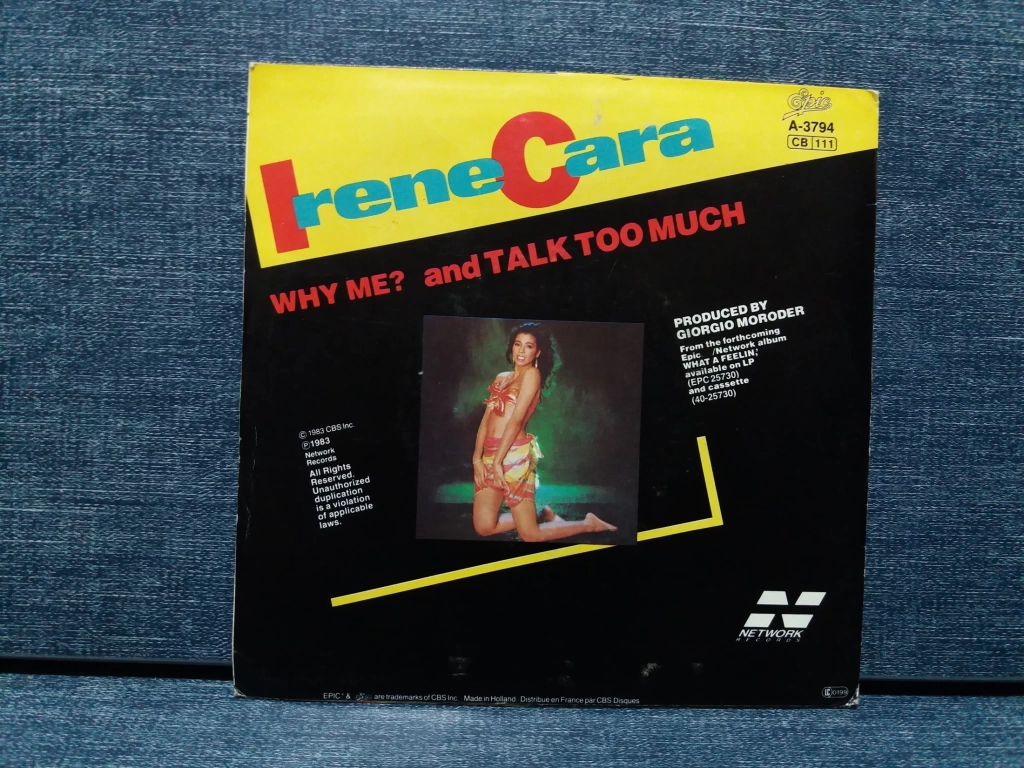 Epic
A-3794
CB 111
Irene Cara
WHY ME? and TALK TOO MUCH
PRODUCED BY
GIORGIO MORODER
From the forthcoming
Epic /Network album
WHAT A FEELIN',
available on LP
(EPC 25730)
and cassette
(40-25730)
© 1983 CBS Inc.
℗ 1983
Network
Records
All Rights
Reserved.
Unauthorized
duplication
is a violation
of applicable
laws.
NETWORK
RECORDS
EPIC" & Epic are trademarks of CBS Inc. Made in Holland Distribue en France par CBS Disques
0199